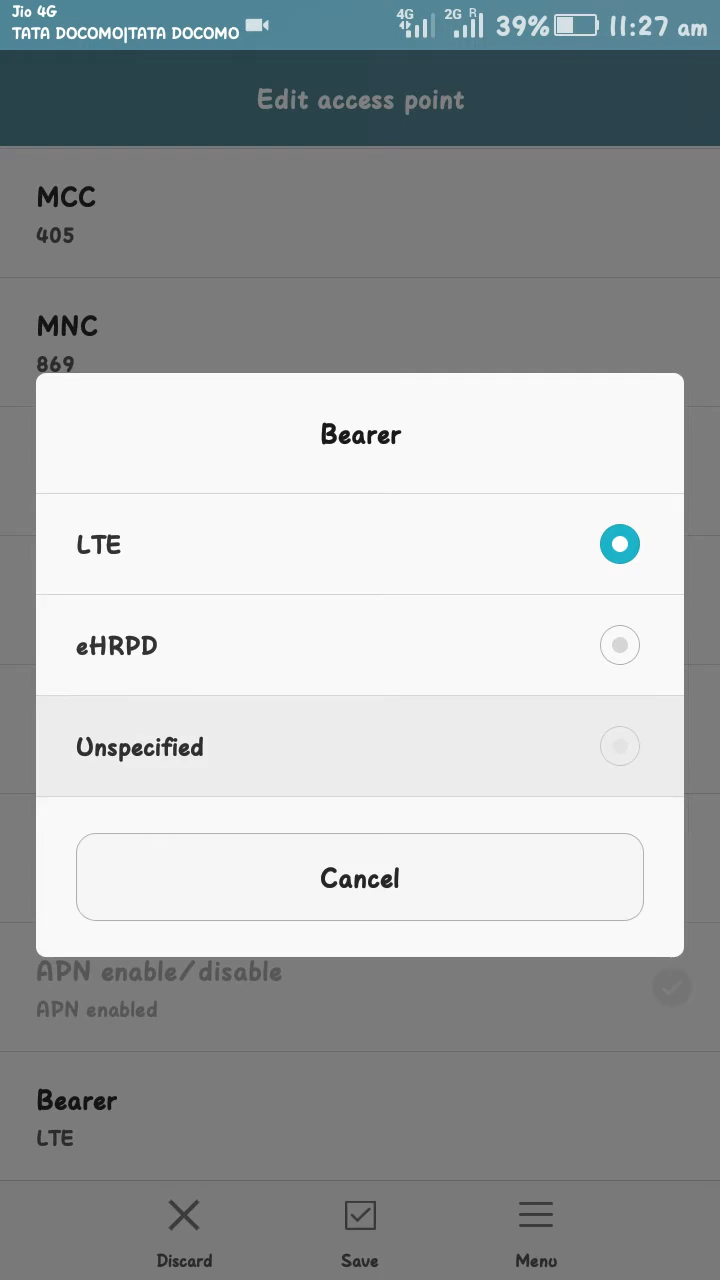 Jio 4G
TATA DOCOMO|TATA DOCOMO
4G 2G R 39% 11:27 am
Edit access point
MCC
405
MNC
869
Bearer
LTE
eHRPD
Unspecified
Cancel
APN enable/disable
APN enabled
Bearer
LTE
Discard Save Menu